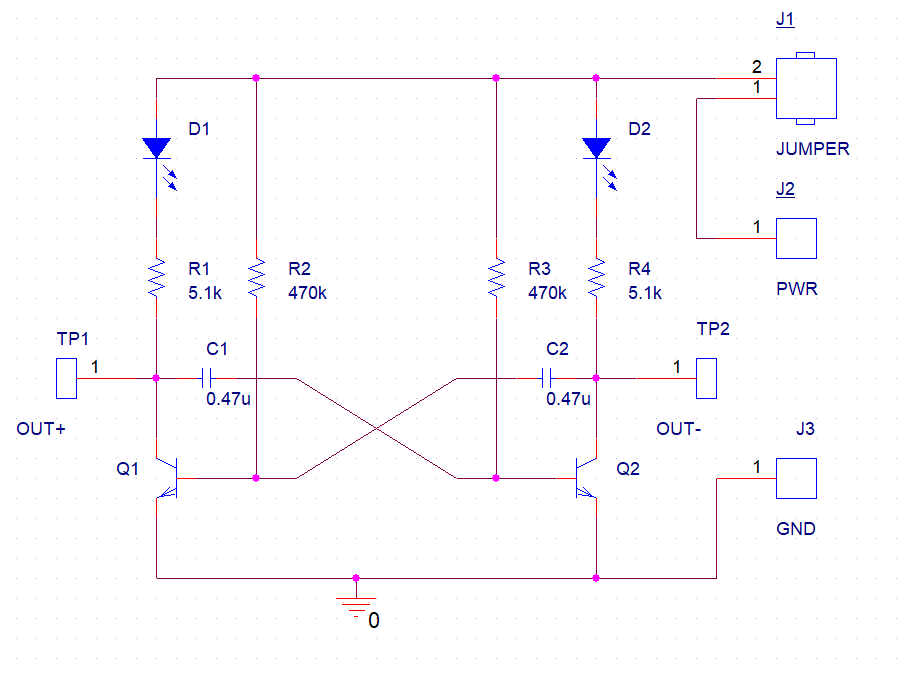 J1
2
1
D1
D2
JUMPER
J2
1
R1
5.1k
R2
470k
R3
470k
R4
5.1k
PWR
TP1
1
C1
0.47u
C2
0.47u
TP2
1
OUT+
OUT-
J3
Q1
Q2
1
GND
0